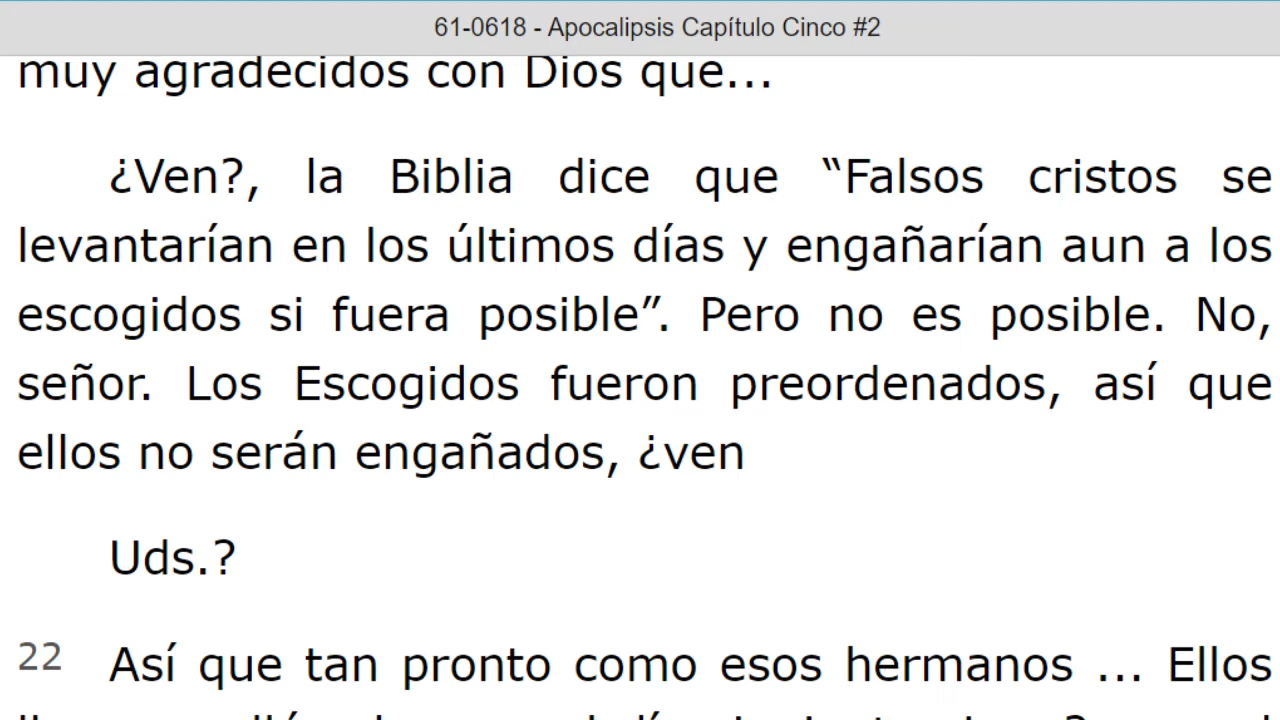 61-0618 - Apocalipsis Capítulo Cinco #2
muy agradecidos con Dios que...
¿Ven?, la Biblia dice que “Falsos cristos se
levantarían en los últimos días y engañarían aun a los
escogidos si fuera posible”. Pero no es posible. No,
señor. Los Escogidos fueron preordenados, así que
ellos no serán engañados, ¿ven
Uds.?
22 Así que tan pronto como esos hermanos ... Ellos